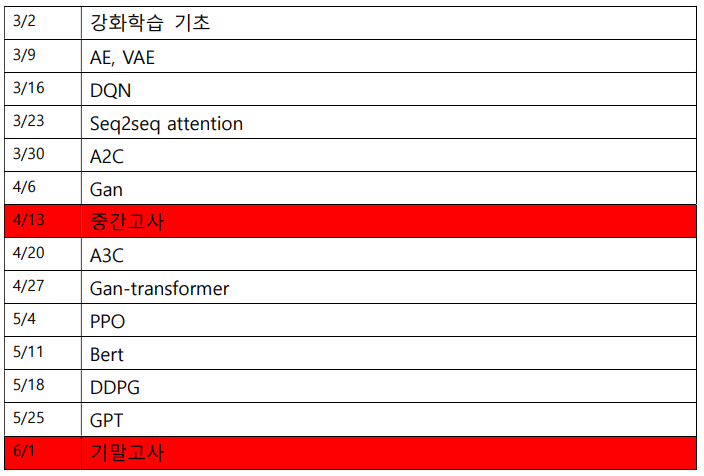 3/2 강화학습 기초
3/9 AE, VAE
3/16 DQN
3/23 Seq2seq attention
3/30 A2C
4/6 Gan
4/13 중간고사
4/20 A3C
4/27 Gan-transformer
5/4 PPO
5/11 Bert
5/18 DDPG
5/25 GPT
6/1 기말고사